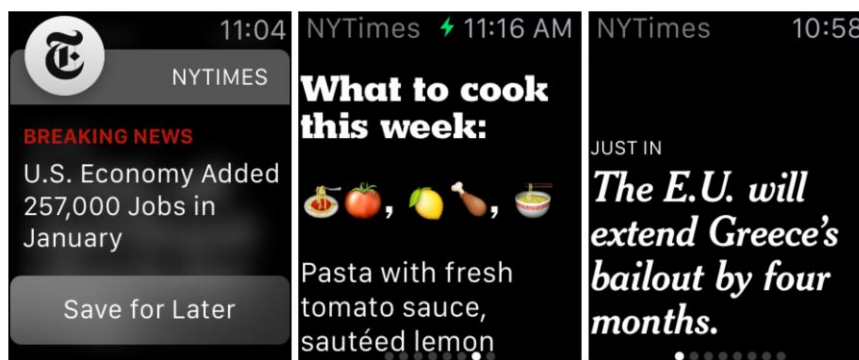 11:04
NYTIMES
BREAKING NEWS
U.S. Economy Added
257,000 Jobs in
January
Save for Later
NYTimes 11:16 AM
What to cook
this week:
🍝🍅, 🍋🍗, 🍜
Pasta with fresh
tomato sauce,
sautéed lemon
NYTimes 10:58
JUST IN
The E.U. will
extend Greece's
bailout by four
months.